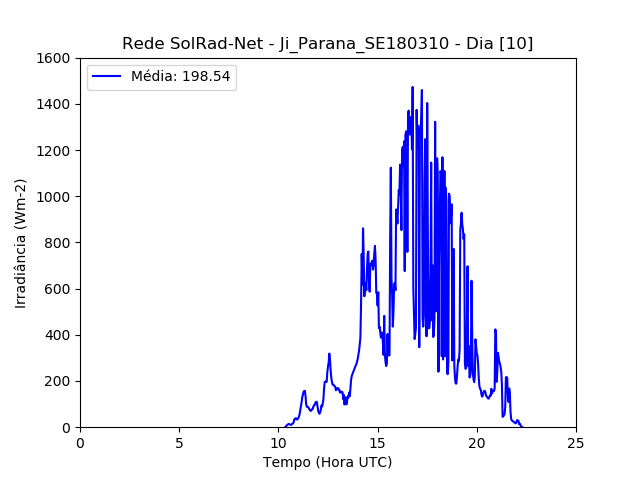 Rede SolRad-Net - Ji_Parana_SE180310 - Dia [10]
Média: 198.54
1600
1400
1200
1000
800
600
400
200
0
Irradiância (Wm-2)
0 5 10 15 20 25
Tempo (Hora UTC)